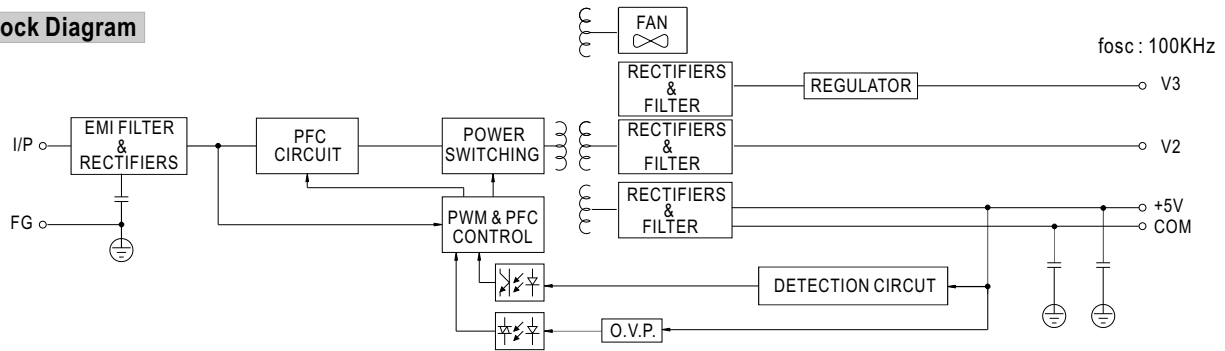 ock Diagram
fosc : 100KHz
FAN
RECTIFIERS
&
FILTER
REGULATOR
V3
I/P
EMI FILTER
&
RECTIFIERS
PFC
CIRCUIT
POWER
SWITCHING
RECTIFIERS
&
FILTER
V2
FG
PWM & PFC
CONTROL
RECTIFIERS
&
FILTER
+5V
COM
DETECTION CIRCUT
O.V.P.